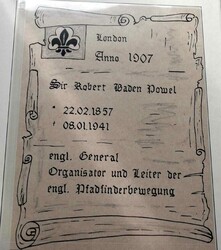 London
Anno 1907
Sir Robert Baden Powel
* 22.02.1857
† 08.01.1941
engl. General
Organisator und Leiter der
engl. Pfadfinderbewegung